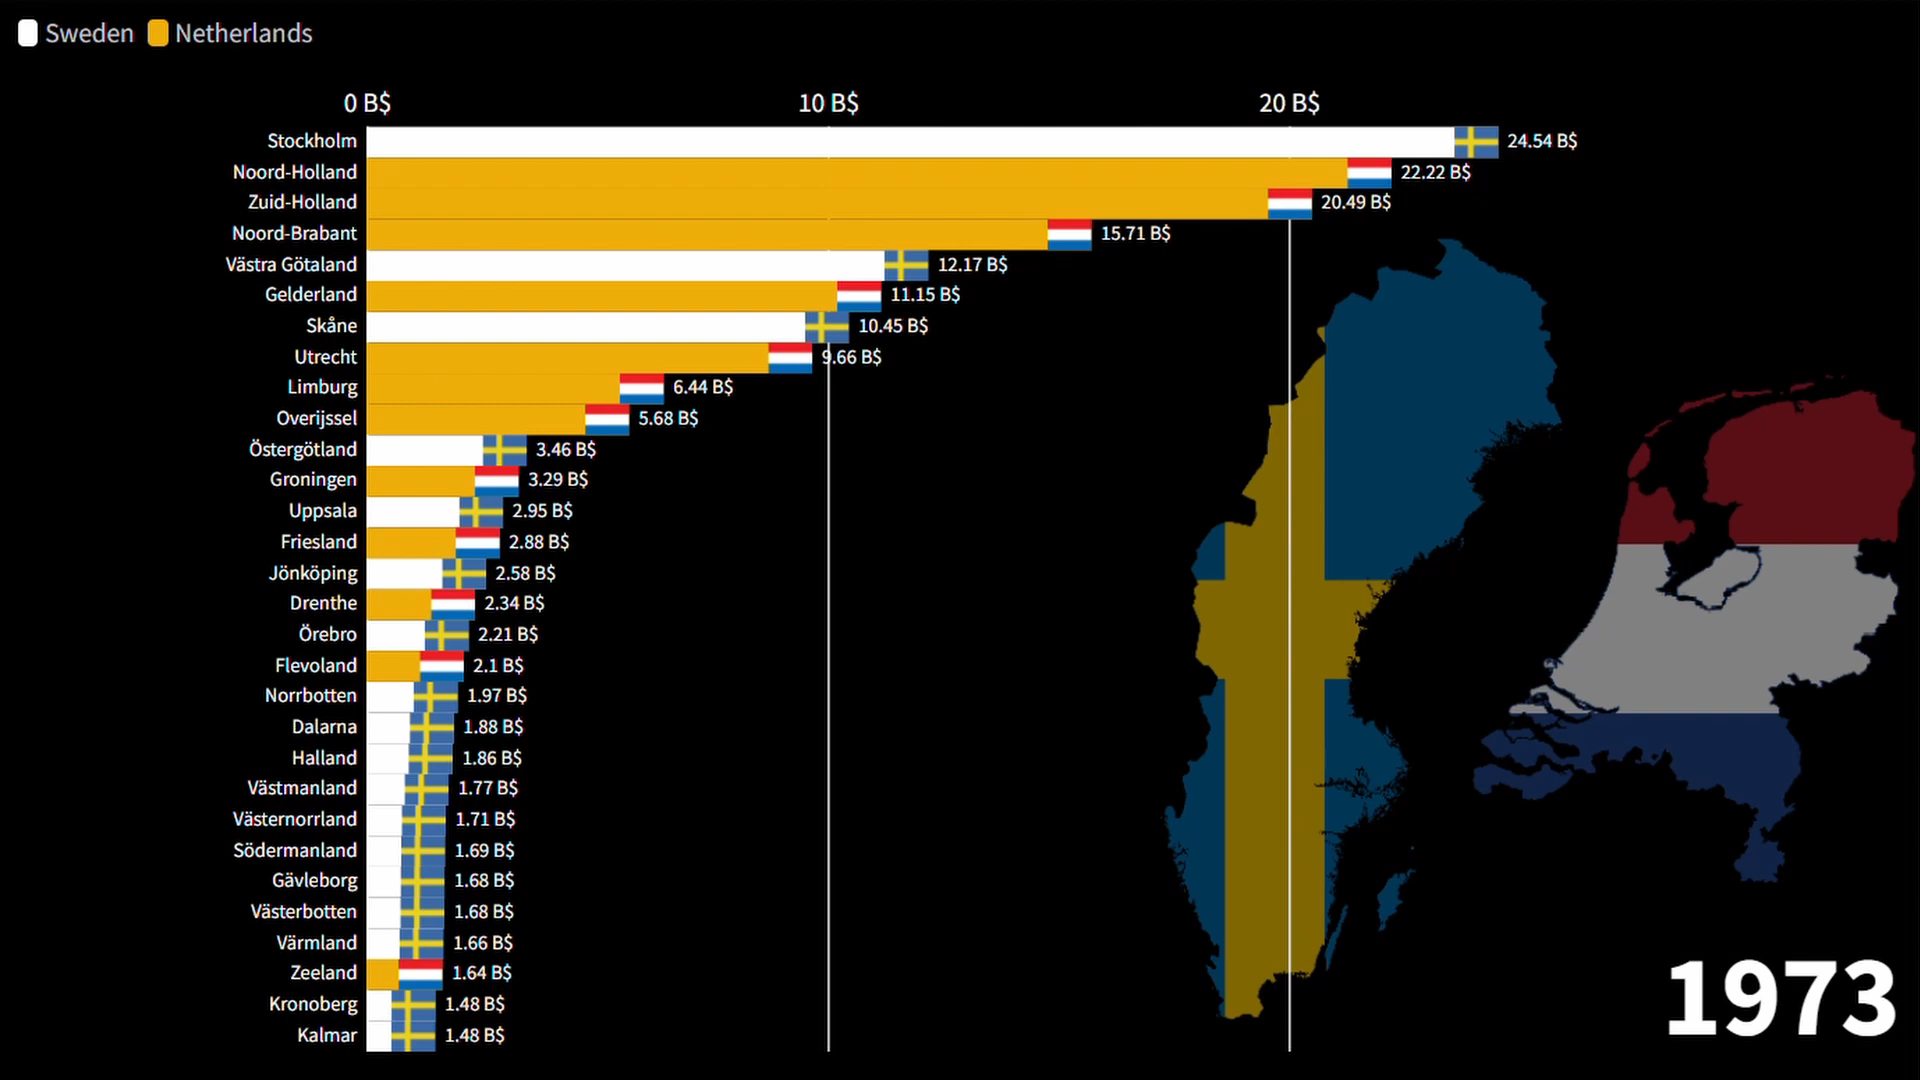 Sweden Netherlands
0 B$ 10 B$ 20 B$
Stockholm 24.54 B$
Noord-Holland 22.22 B$
Zuid-Holland 20.49 B$
Noord-Brabant 15.71 B$
Västra Götaland 12.17 B$
Gelderland 11.15 B$
Skåne 10.45 B$
Utrecht 9.66 B$
Limburg 6.44 B$
Overijssel 5.68 B$
Östergötland 3.46 B$
Groningen 3.29 B$
Uppsala 2.95 B$
Friesland 2.88 B$
Jönköping 2.58 B$
Drenthe 2.34 B$
Örebro 2.21 B$
Flevoland 2.1 B$
Norrbotten 1.97 B$
Dalarna 1.88 B$
Halland 1.86 B$
Västmanland 1.77 B$
Västernorrland 1.71 B$
Södermanland 1.69 B$
Gävleborg 1.68 B$
Västerbotten 1.68 B$
Värmland 1.66 B$
Zeeland 1.64 B$
Kronoberg 1.48 B$
Kalmar 1.48 B$
1973